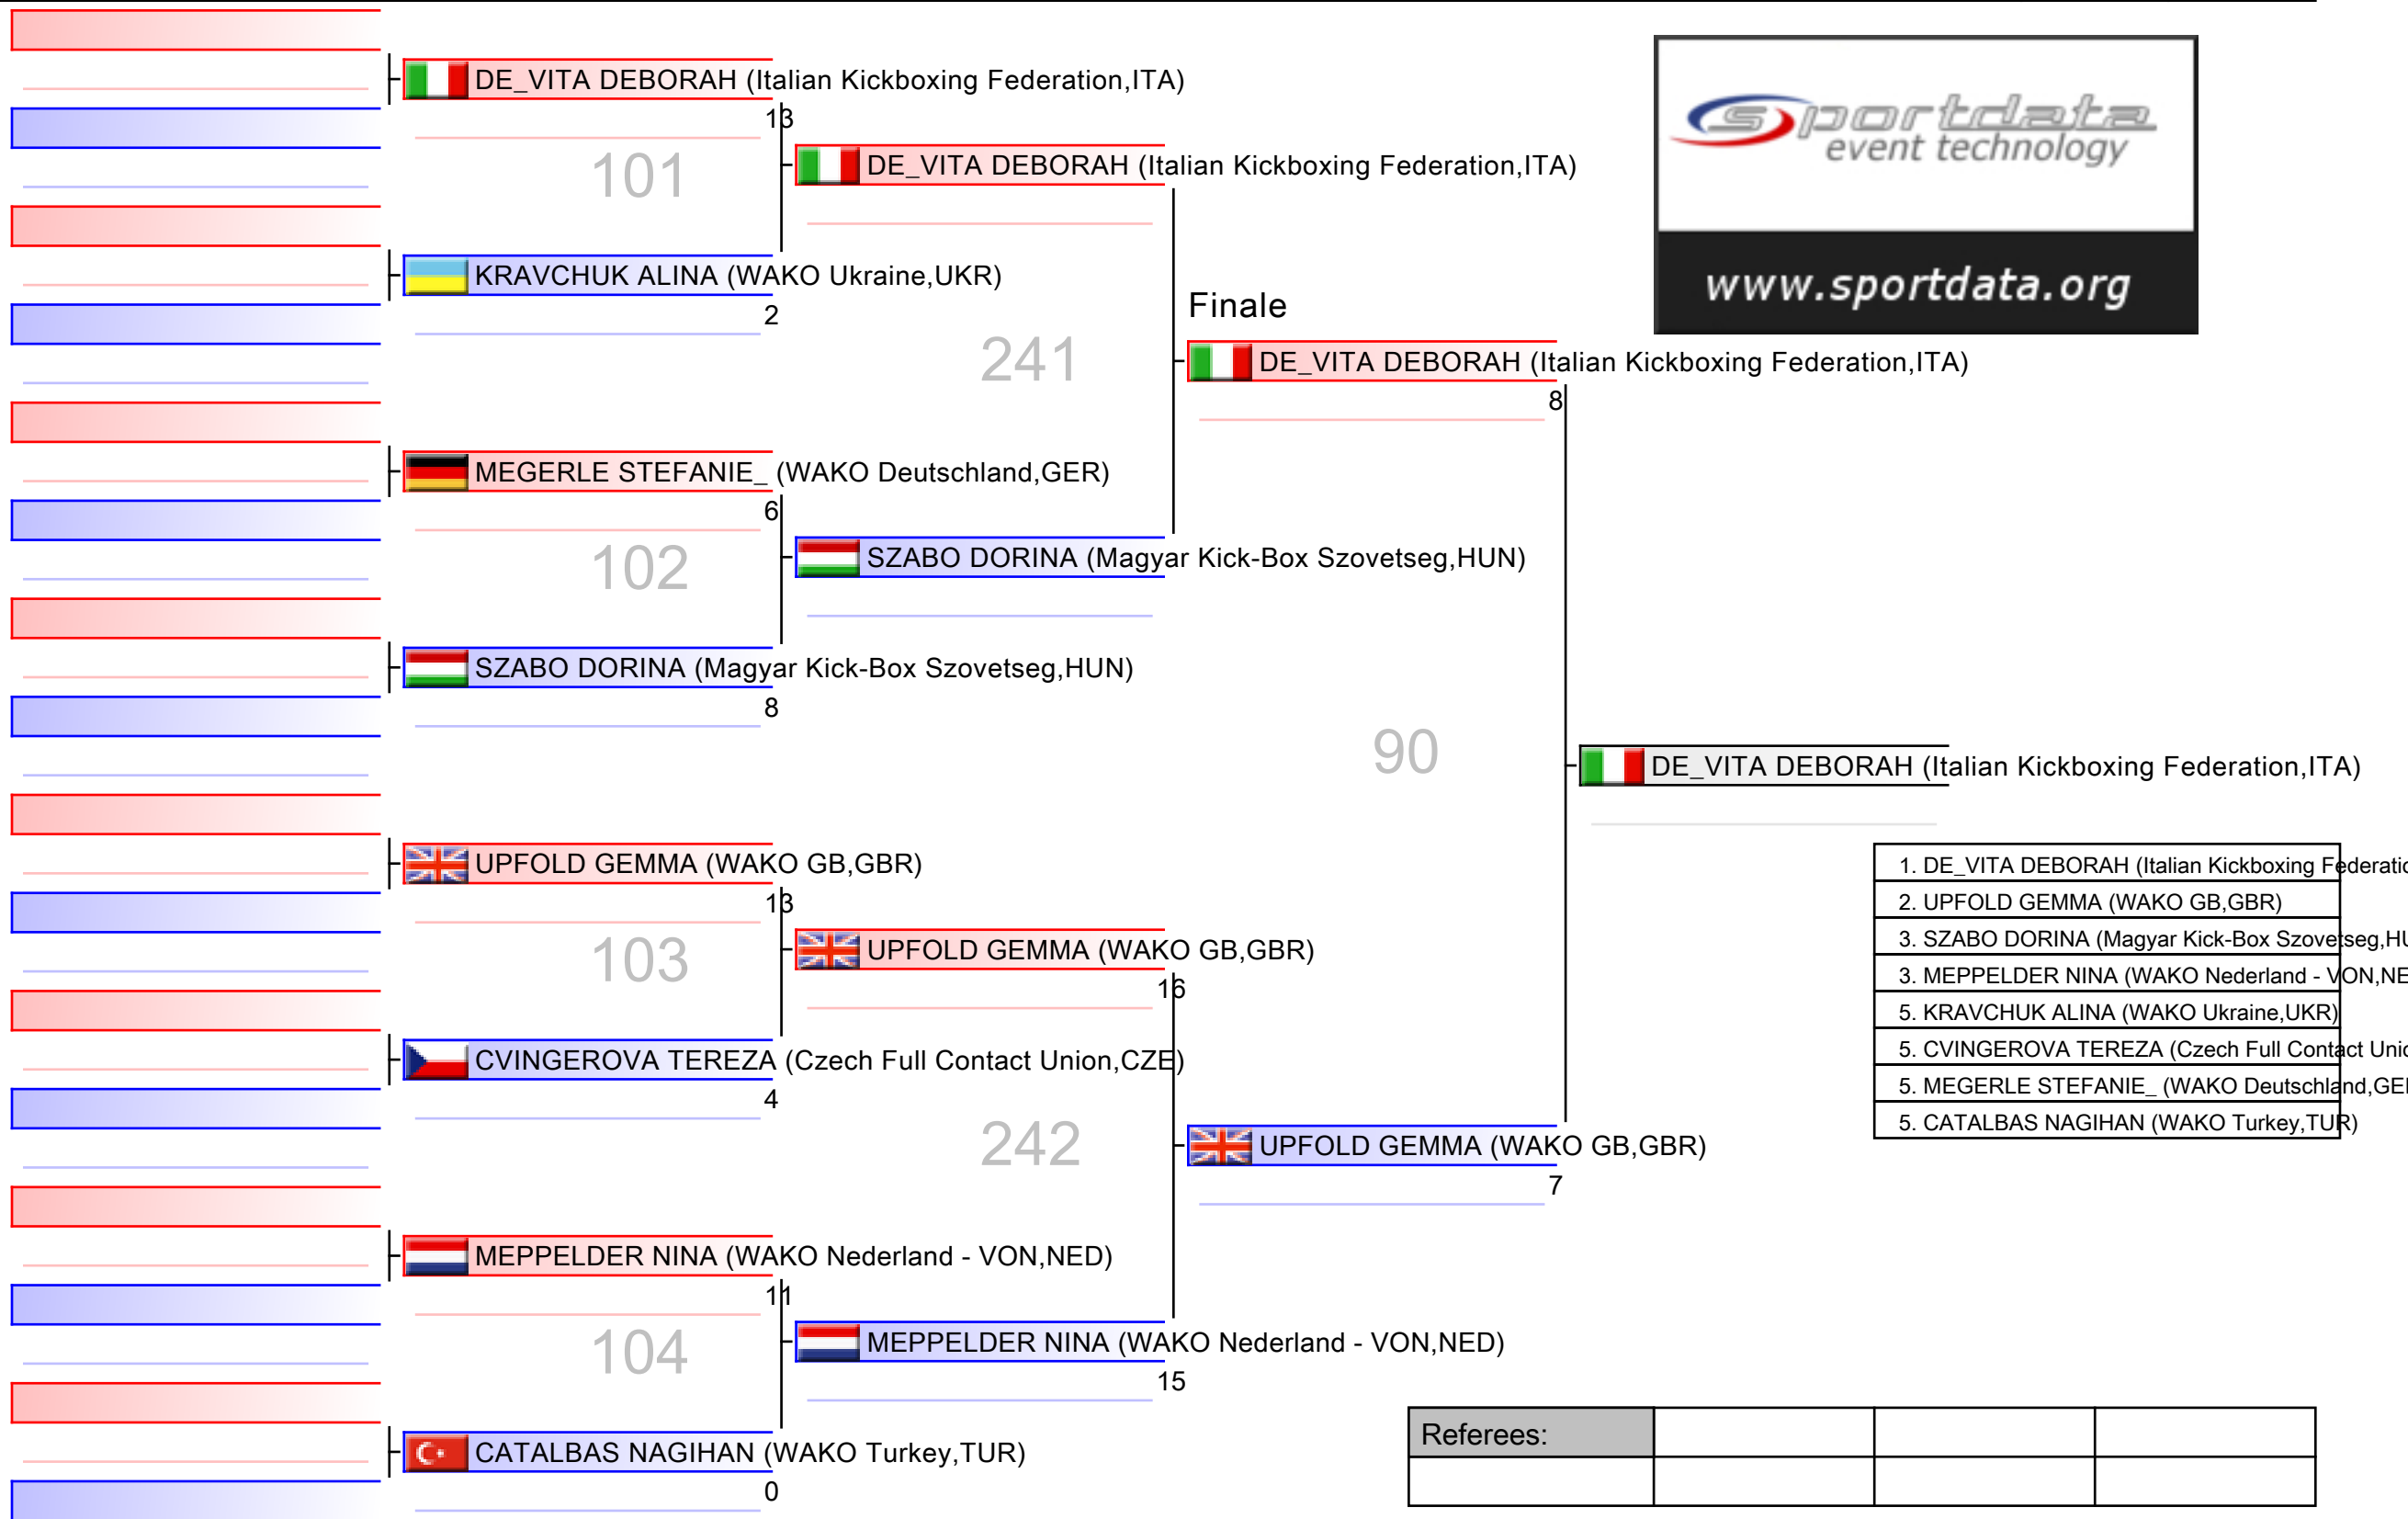 DE_VITA DEBORAH (Italian Kickboxing Federation,ITA)
13
101
DE_VITA DEBORAH (Italian Kickboxing Federation,ITA)
KRAVCHUK ALINA (WAKO Ukraine,UKR)
2
241
sportdata
event technology
www.sportdata.org
Finale
DE_VITA DEBORAH (Italian Kickboxing Federation,ITA)
8
MEGERLE STEFANIE_ (WAKO Deutschland,GER)
6
102
SZABO DORINA (Magyar Kick-Box Szovetseg,HUN)
SZABO DORINA (Magyar Kick-Box Szovetseg,HUN)
8
90
DE_VITA DEBORAH (Italian Kickboxing Federation,ITA)
UPFOLD GEMMA (WAKO GB,GBR)
13
103
UPFOLD GEMMA (WAKO GB,GBR)
16
CVINGEROVA TEREZA (Czech Full Contact Union,CZE)
4
242
UPFOLD GEMMA (WAKO GB,GBR)
7
MEPPELDER NINA (WAKO Nederland - VON,NED)
11
104
MEPPELDER NINA (WAKO Nederland - VON,NED)
15
CATALBAS NAGIHAN (WAKO Turkey,TUR)
0
1. DE_VITA DEBORAH (Italian Kickboxing Federatio
2. UPFOLD GEMMA (WAKO GB,GBR)
3. SZABO DORINA (Magyar Kick-Box Szovetseg,HU
3. MEPPELDER NINA (WAKO Nederland - VON,NE
5. KRAVCHUK ALINA (WAKO Ukraine,UKR)
5. CVINGEROVA TEREZA (Czech Full Contact Unio
5. MEGERLE STEFANIE_ (WAKO Deutschland,GE
5. CATALBAS NAGIHAN (WAKO Turkey,TUR)
Referees: